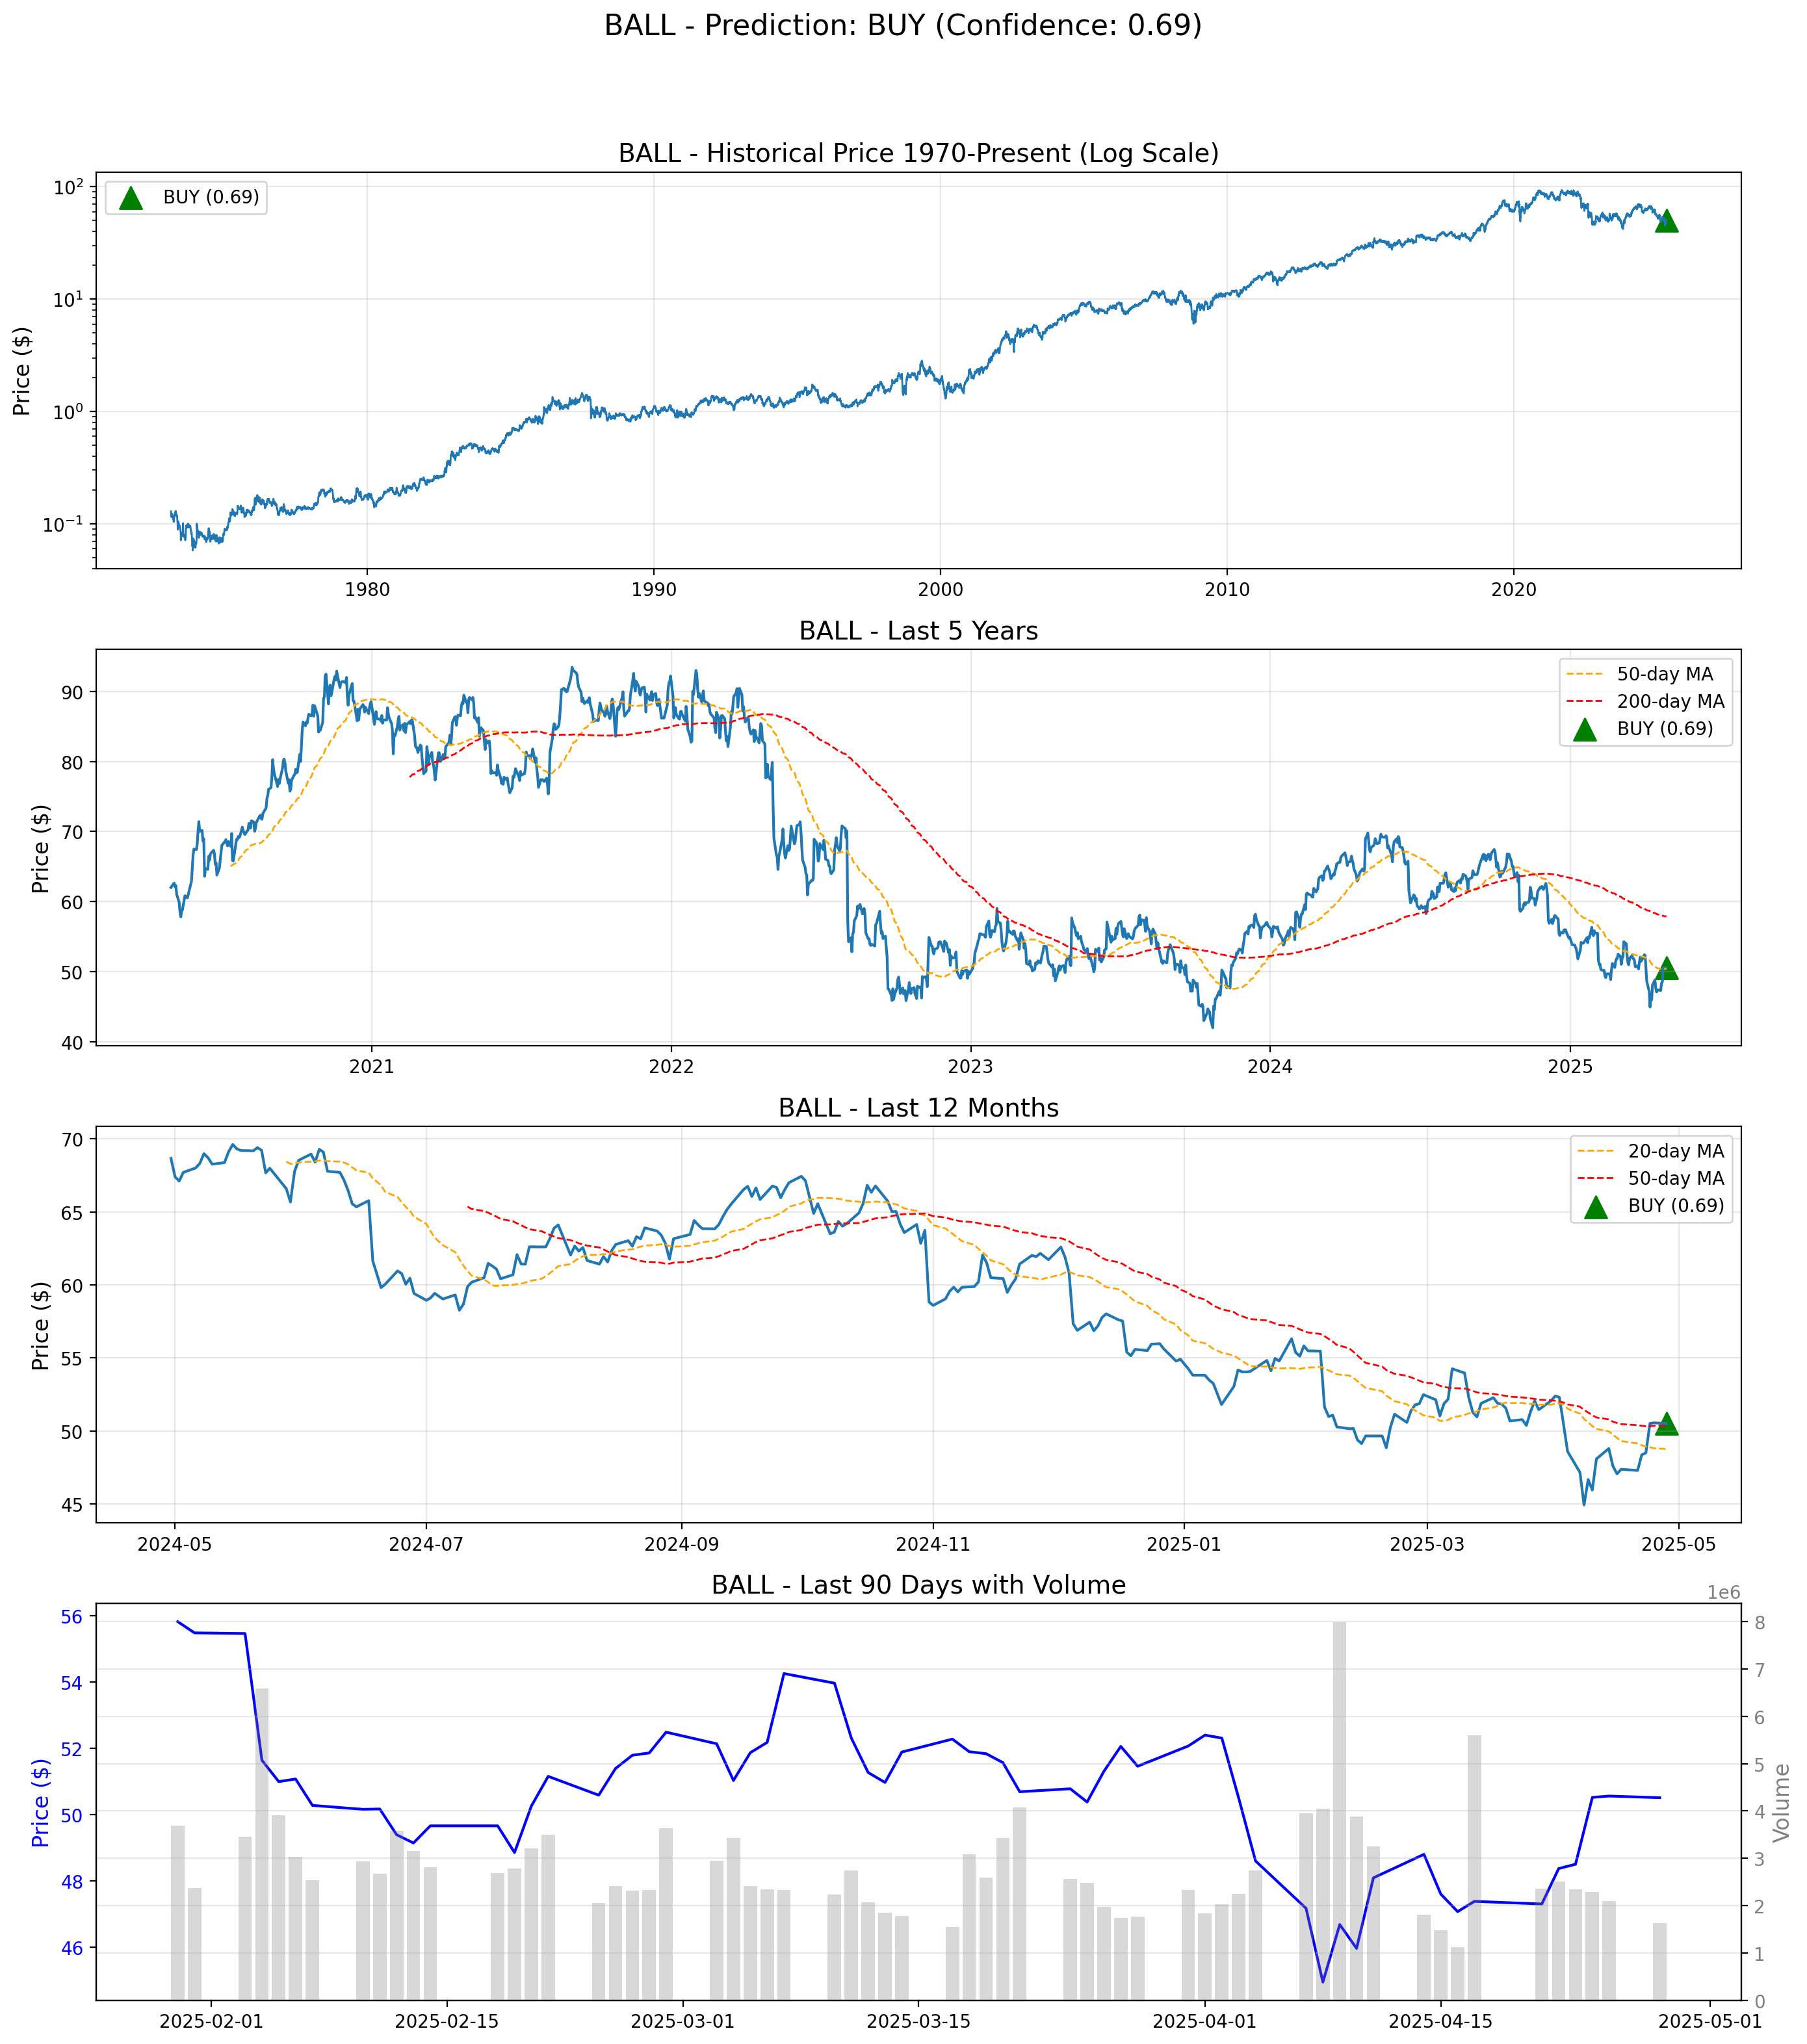 BALL - Prediction: BUY (Confidence: 0.69)
BALL - Historical Price 1970-Present (Log Scale)
BUY (0.69)
Price ($)
10²
10¹
10⁰
10⁻¹
1980 1990 2000 2010 2020
BALL - Last 5 Years
50-day MA
200-day MA
BUY (0.69)
Price ($)
90
80
70
60
50
40
2021 2022 2023 2024 2025
BALL - Last 12 Months
20-day MA
50-day MA
BUY (0.69)
Price ($)
70
65
60
55
50
45
2024-05 2024-07 2024-09 2024-11 2025-01 2025-03 2025-05
BALL - Last 90 Days with Volume
1e6
Price ($)
56
54
52
50
48
46
8
7
6
5
4
3
2
1
0
Volume
2025-02-01 2025-02-15 2025-03-01 2025-03-15 2025-04-01 2025-04-15 2025-05-01